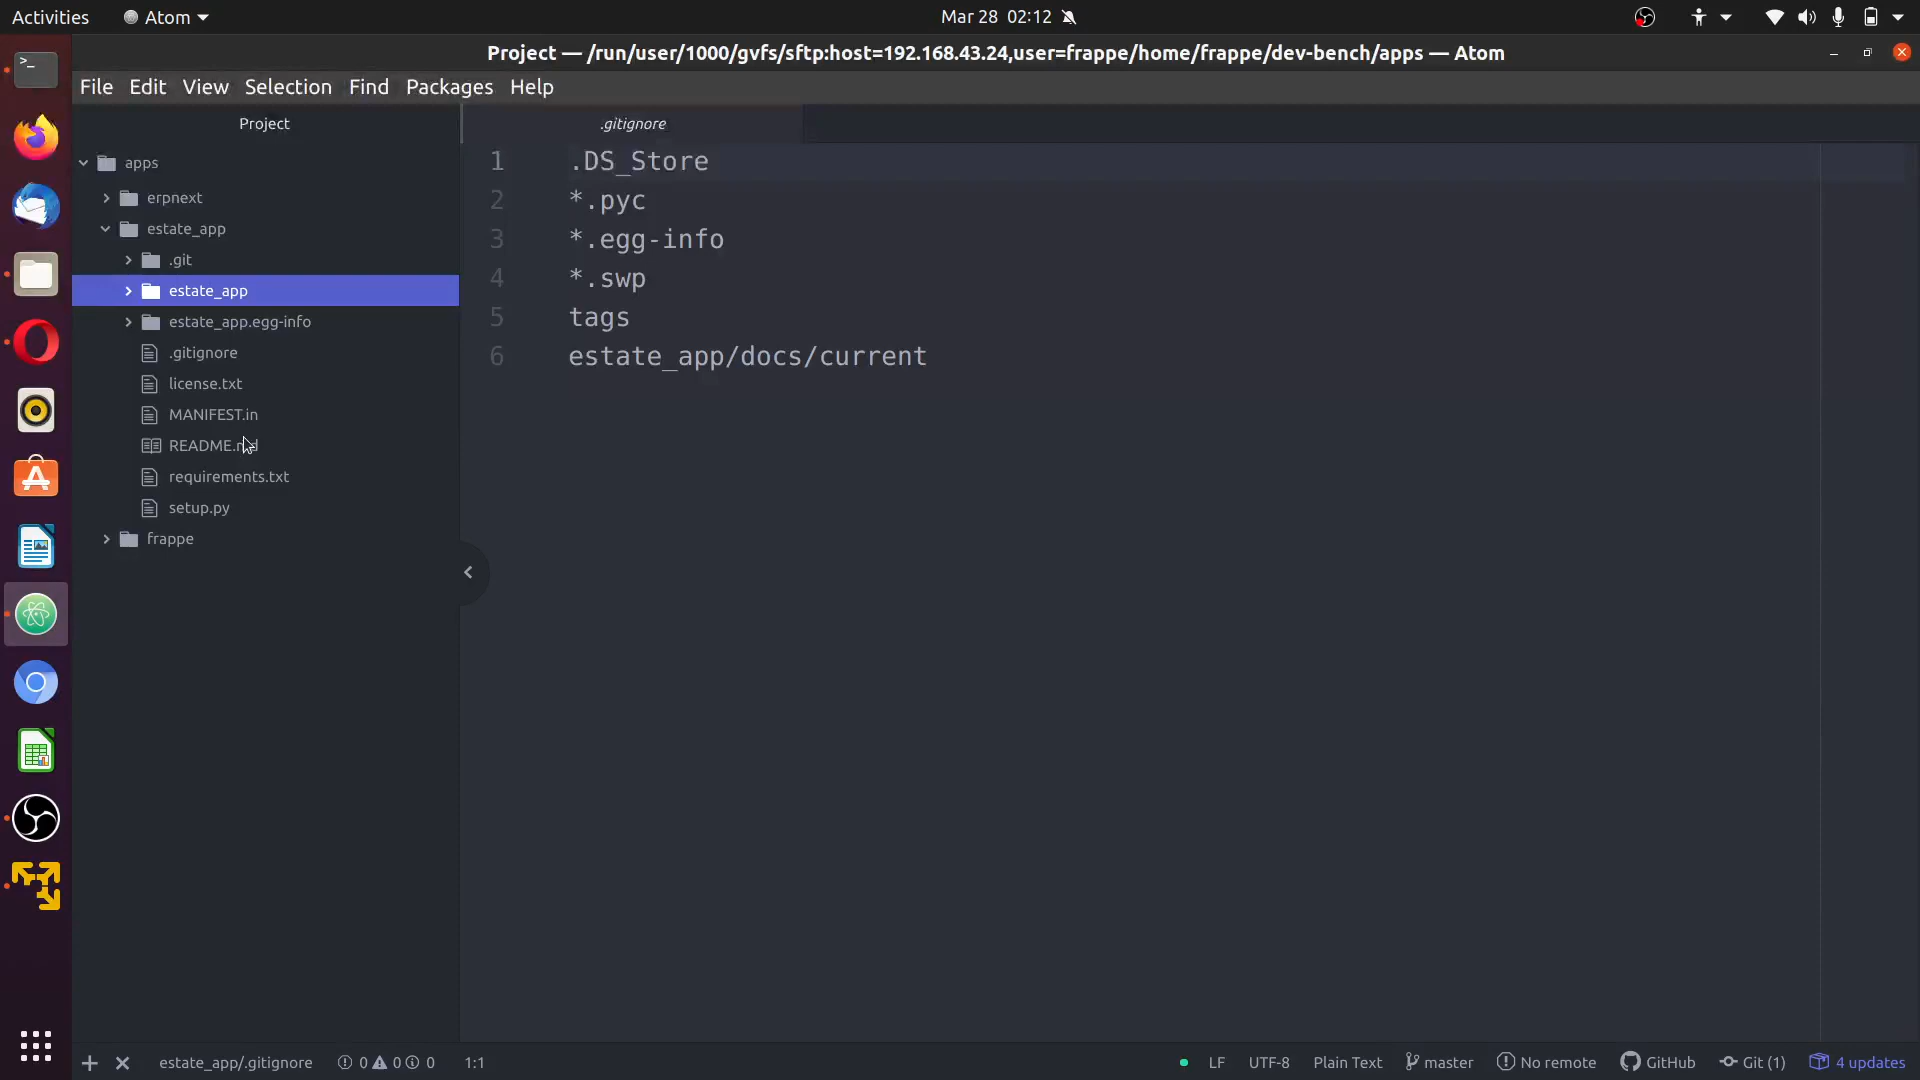 Activities
Atom
Mar 28 02:12
Project — /run/user/1000/gvfs/sftp:host=192.168.43.24,user=frappe/home/frappe/dev-bench/apps — Atom
File Edit View Selection Find Packages Help
Project
.gitignore
apps
erpnext
estate_app
.git
estate_app
estate_app.egg-info
.gitignore
license.txt
MANIFEST.in
README.md
requirements.txt
setup.py
frappe
1 .DS_Store
2 *.pyc
3 *.egg-info
4 *.swp
5 tags
6 estate_app/docs/current
estate_app/.gitignore 0 0 0 1:1 LF UTF-8 Plain Text master No remote GitHub Git (1) 4 updates